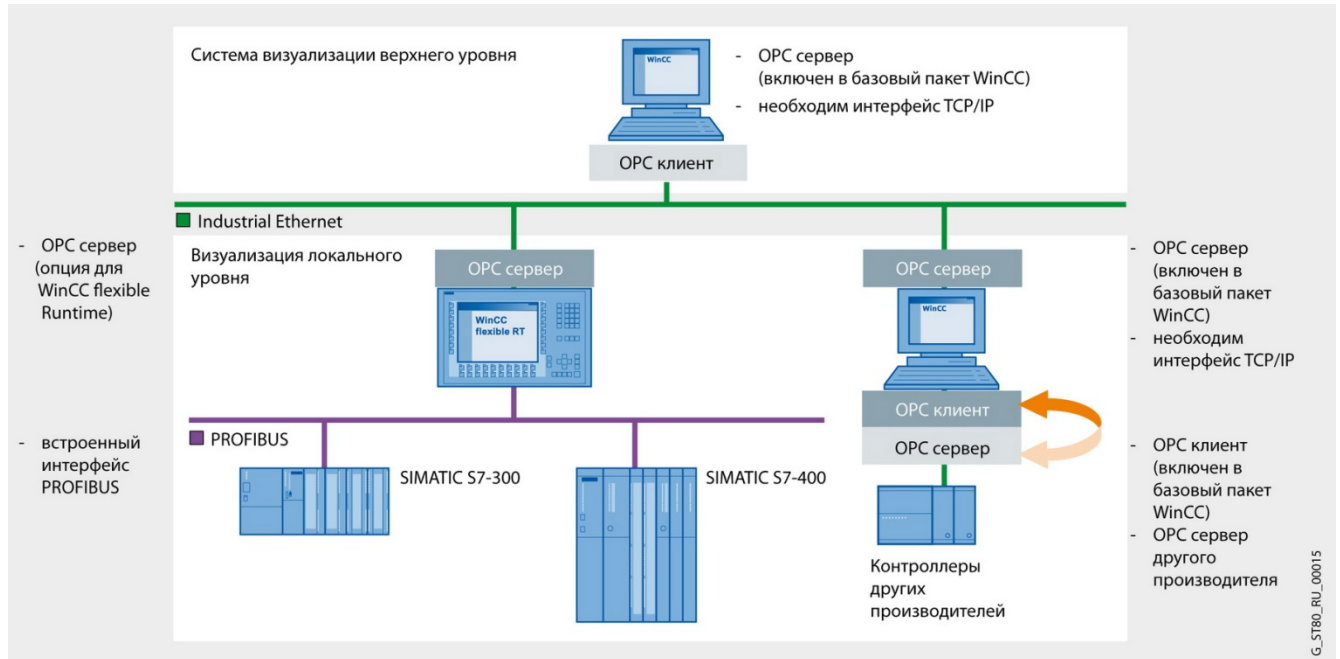 Система визуализации верхнего уровня
WinCC
- OPC сервер
(включен в базовый пакет WinCC)
- необходим интерфейс TCP/IP
OPC клиент
Industrial Ethernet
- OPC сервер
(опция для
WinCC flexible
Runtime)
Визуализация локального
уровня
OPC сервер
WinCC
flexible RT
OPC сервер
WinCC
- OPC сервер
(включен в
базовый пакет
WinCC)
- необходим
интерфейс TCP/IP
OPC клиент
OPC сервер
PROFIBUS
- встроенный
интерфейс
PROFIBUS
SIMATIC S7-300
SIMATIC S7-400
Контроллеры
других
производителей
- OPC клиент
(включен в
базовый пакет
WinCC)
- OPC сервер
другого
производителя
G_ST80_RU_00015